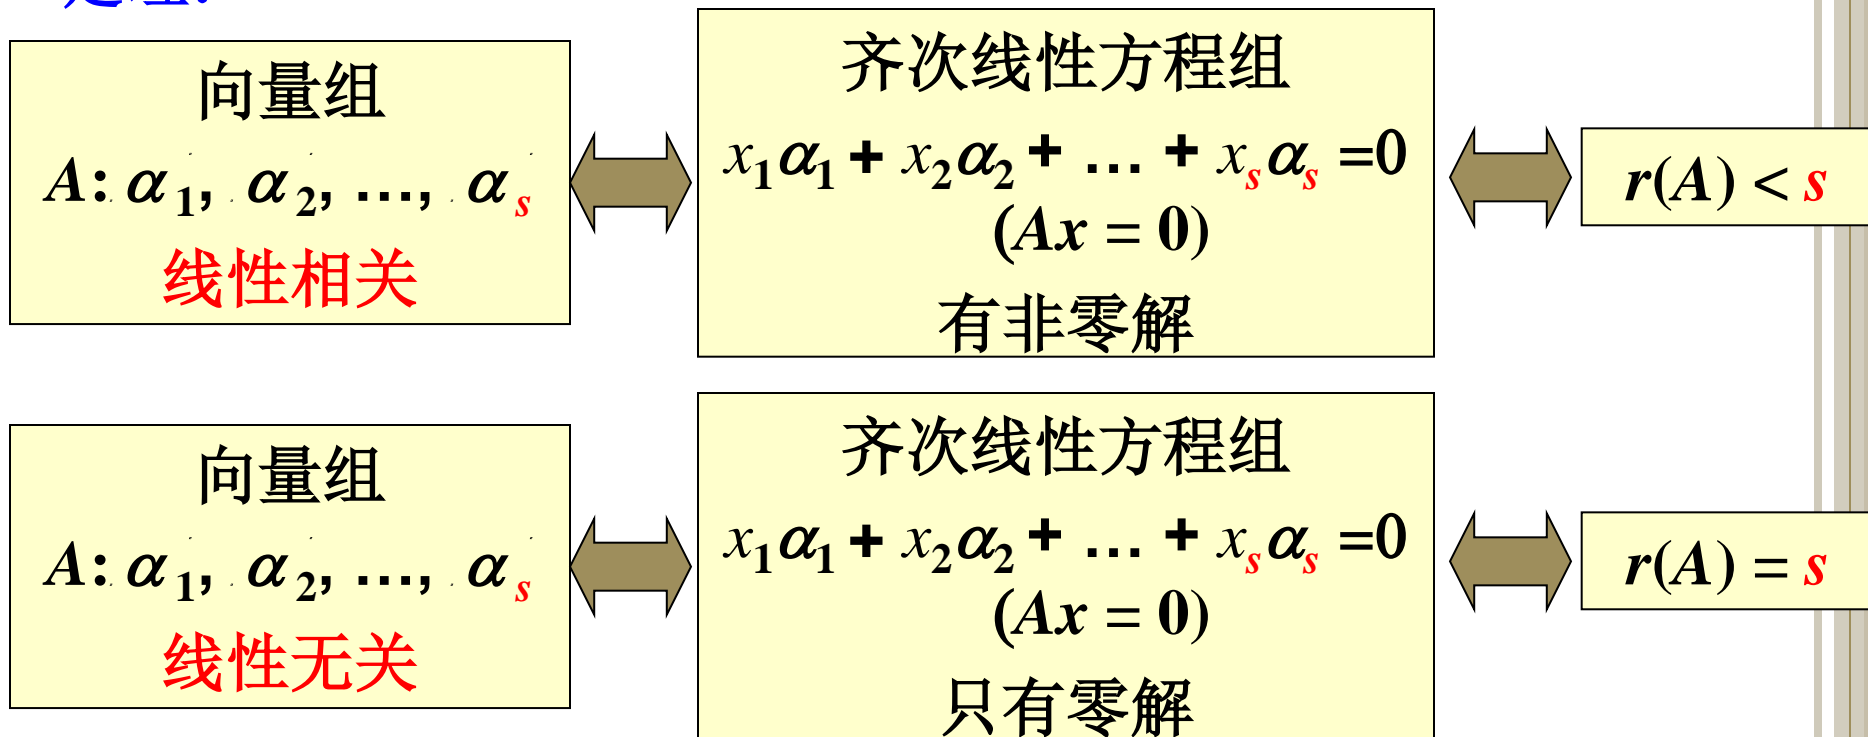 向量组
A: α1, α2, …, αs
线性相关
齐次线性方程组
x1α1 + x2α2 + … + xsαs =0
(Ax = 0)
有非零解
r(A) < s
向量组
A: α1, α2, …, αs
线性无关
齐次线性方程组
x1α1 + x2α2 + … + xsαs =0
(Ax = 0)
只有零解
r(A) = s